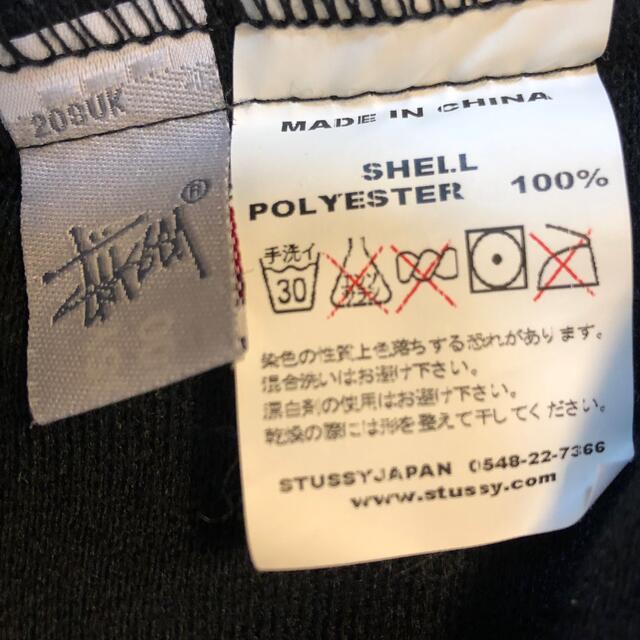 209UK
STUSSY®
MADE IN CHINA
SHELL
POLYESTER 100%
手洗イ
30
染色の性質上色落ちする恐れがあります。
混合洗いはお避け下さい。
漂白剤の使用はお避け下さい。
乾燥の際には形を整えて干してください。
STUSSYJAPAN 0548-22-7366
www.stussy.com